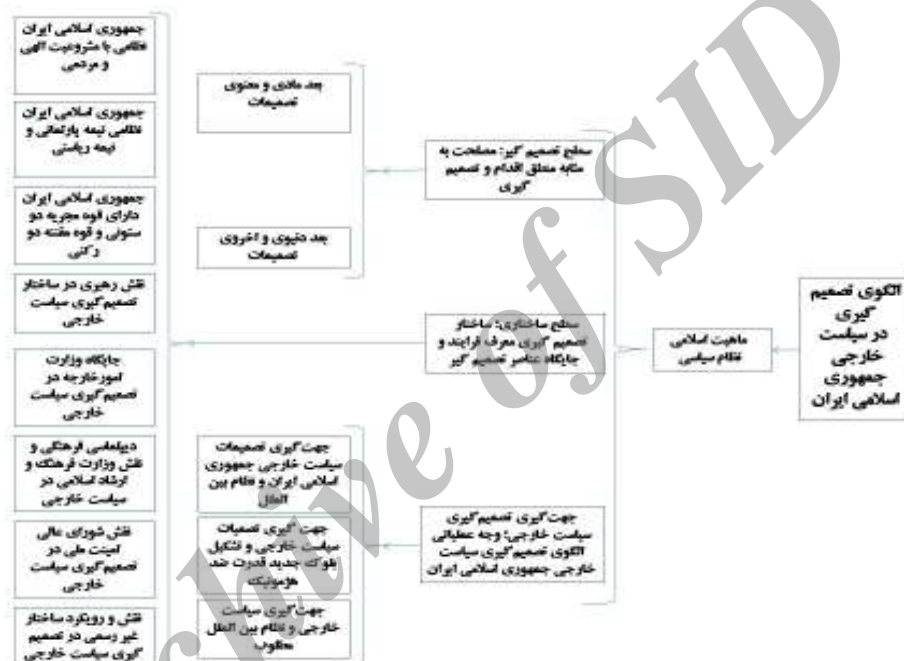 الگوی تصمیم
گیری
در سیاست
خارجی
جمهوری
اسلامی ایران
ماهیت اسلامی
نظام سیاسی
سطح تصمیم گیر: مصلحت به
مثابه منطق اقدام و تصمیم
گیری
سطح ساختاری: ساختار
تصمیم گیری معرف فرایند و
جایگاه عناصر تصمیم گیر
جهت‌گیری تصمیم‌گیری
سیاست خارجی: وجه عملیاتی
الگوی تصمیم‌گیری سیاست
خارجی جمهوری اسلامی ایران
بعد مادی و معنوی
تصمیمات
بعد دنیوی و اخروی
تصمیمات
جهت‌گیری تصمیمات
سیاست خارجی جمهوری
اسلامی ایران و نظام بین
الملل
جهت گیری تصمیات
سیاست خارجی و تشکیل
بلوک جدید قدرت ضد
هژمونیک
جهت‌گیری سیاست
خارجی و نظام بین الملل
مطلوب
جمهوری اسلامی ایران
نظامی با مشروعیت الهی
و مردمی
جمهوری اسلامی ایران
نظامی نیمه پارلمانی و
نیمه ریاستی
جمهوری اسلامی ایران
دارای قوه مجریه دو
ستونی و قوه مقننه دو
رکنی
نقش رهبری در ساختار
تصمیم‌گیری سیاست
خارجی
جایگاه وزارت
امورخارجه در
تصمیم‌گیری سیاست
خارجی
دیپلماسی فرهنگی و
نقش وزارت فرهنگ و
ارشاد اسلامی در
سیاست خارجی
نقش شورای عالی
امنیت ملی در
تصمیم‌گیری سیاست
خارجی
نقش و رویکرد ساختار
غیر رسمی در تصمیم
گیری سیاست خارجی
chive of SID